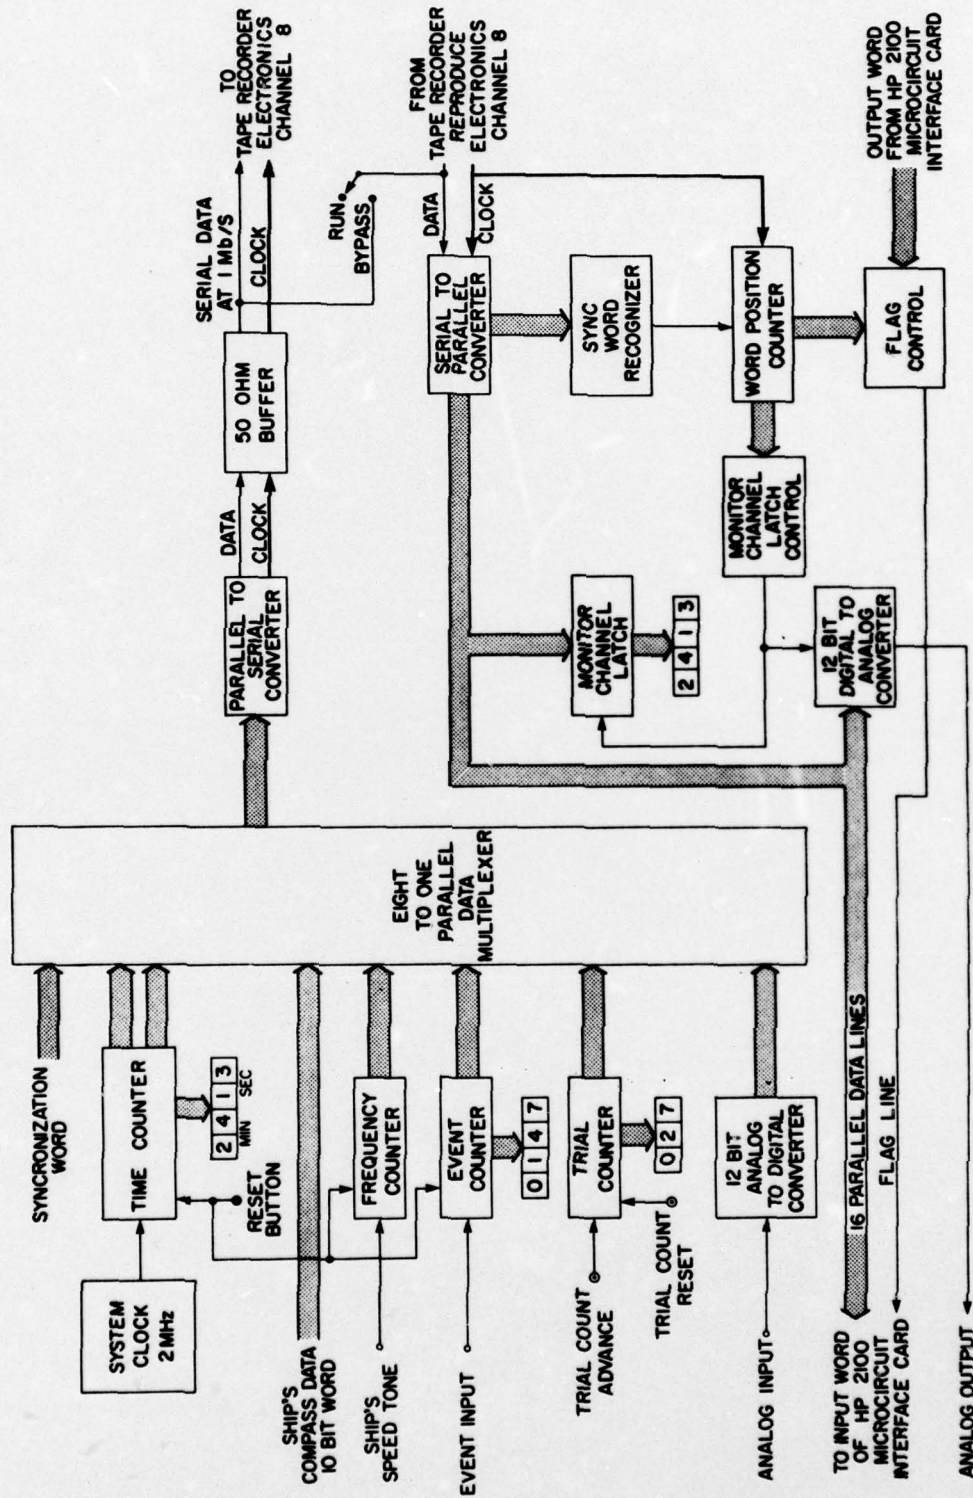 SYNCRONIZATION
WORD
SYSTEM
CLOCK
2 MHz
TIME COUNTER
2 4 1 3
MIN SEC
RESET
BUTTON
SHIP'S
COMPASS DATA
10 BIT WORD
SHIP'S
SPEED TONE
FREQUENCY
COUNTER
EVENT INPUT
EVENT
COUNTER
0 1 4 7
TRIAL COUNT
ADVANCE
TRIAL
COUNTER
0 2 7
TRIAL COUNT
RESET
ANALOG INPUT
12 BIT
ANALOG
TO DIGITAL
CONVERTER
EIGHT
TO ONE
PARALLEL
DATA
MULTIPLEXER
PARALLEL TO
SERIAL
CONVERTER
DATA
CLOCK
50 OHM
BUFFER
SERIAL DATA
AT 1 Mb/S
CLOCK
TO
TAPE RECORDER
ELECTRONICS
CHANNEL 8
RUN
BYPASS
FROM
TAPE RECORDER
REPRODUCE
ELECTRONICS
CHANNEL 8
DATA
CLOCK
SERIAL TO
PARALLEL
CONVERTER
SYNC
WORD
RECOGNIZER
MONITOR
CHANNEL
LATCH
2 4 1 3
WORD POSITION
COUNTER
MONITOR
CHANNEL
LATCH
CONTROL
12 BIT
DIGITAL TO
ANALOG
CONVERTER
FLAG
CONTROL
OUTPUT WORD
FROM HP 2100
MICROCIRCUIT
INTERFACE CARD
16 PARALLEL DATA LINES
FLAG LINE
TO INPUT WORD
OF HP 2100
MICROCIRCUIT
INTERFACE CARD
ANALOG OUTPUT